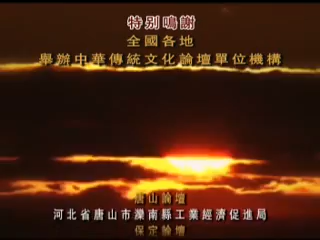 特别鳴謝
全國各地
舉辦中華傳統文化論壇單位機構
唐山論壇
河北省唐山市灤南縣工業經濟促進局
保定論壇